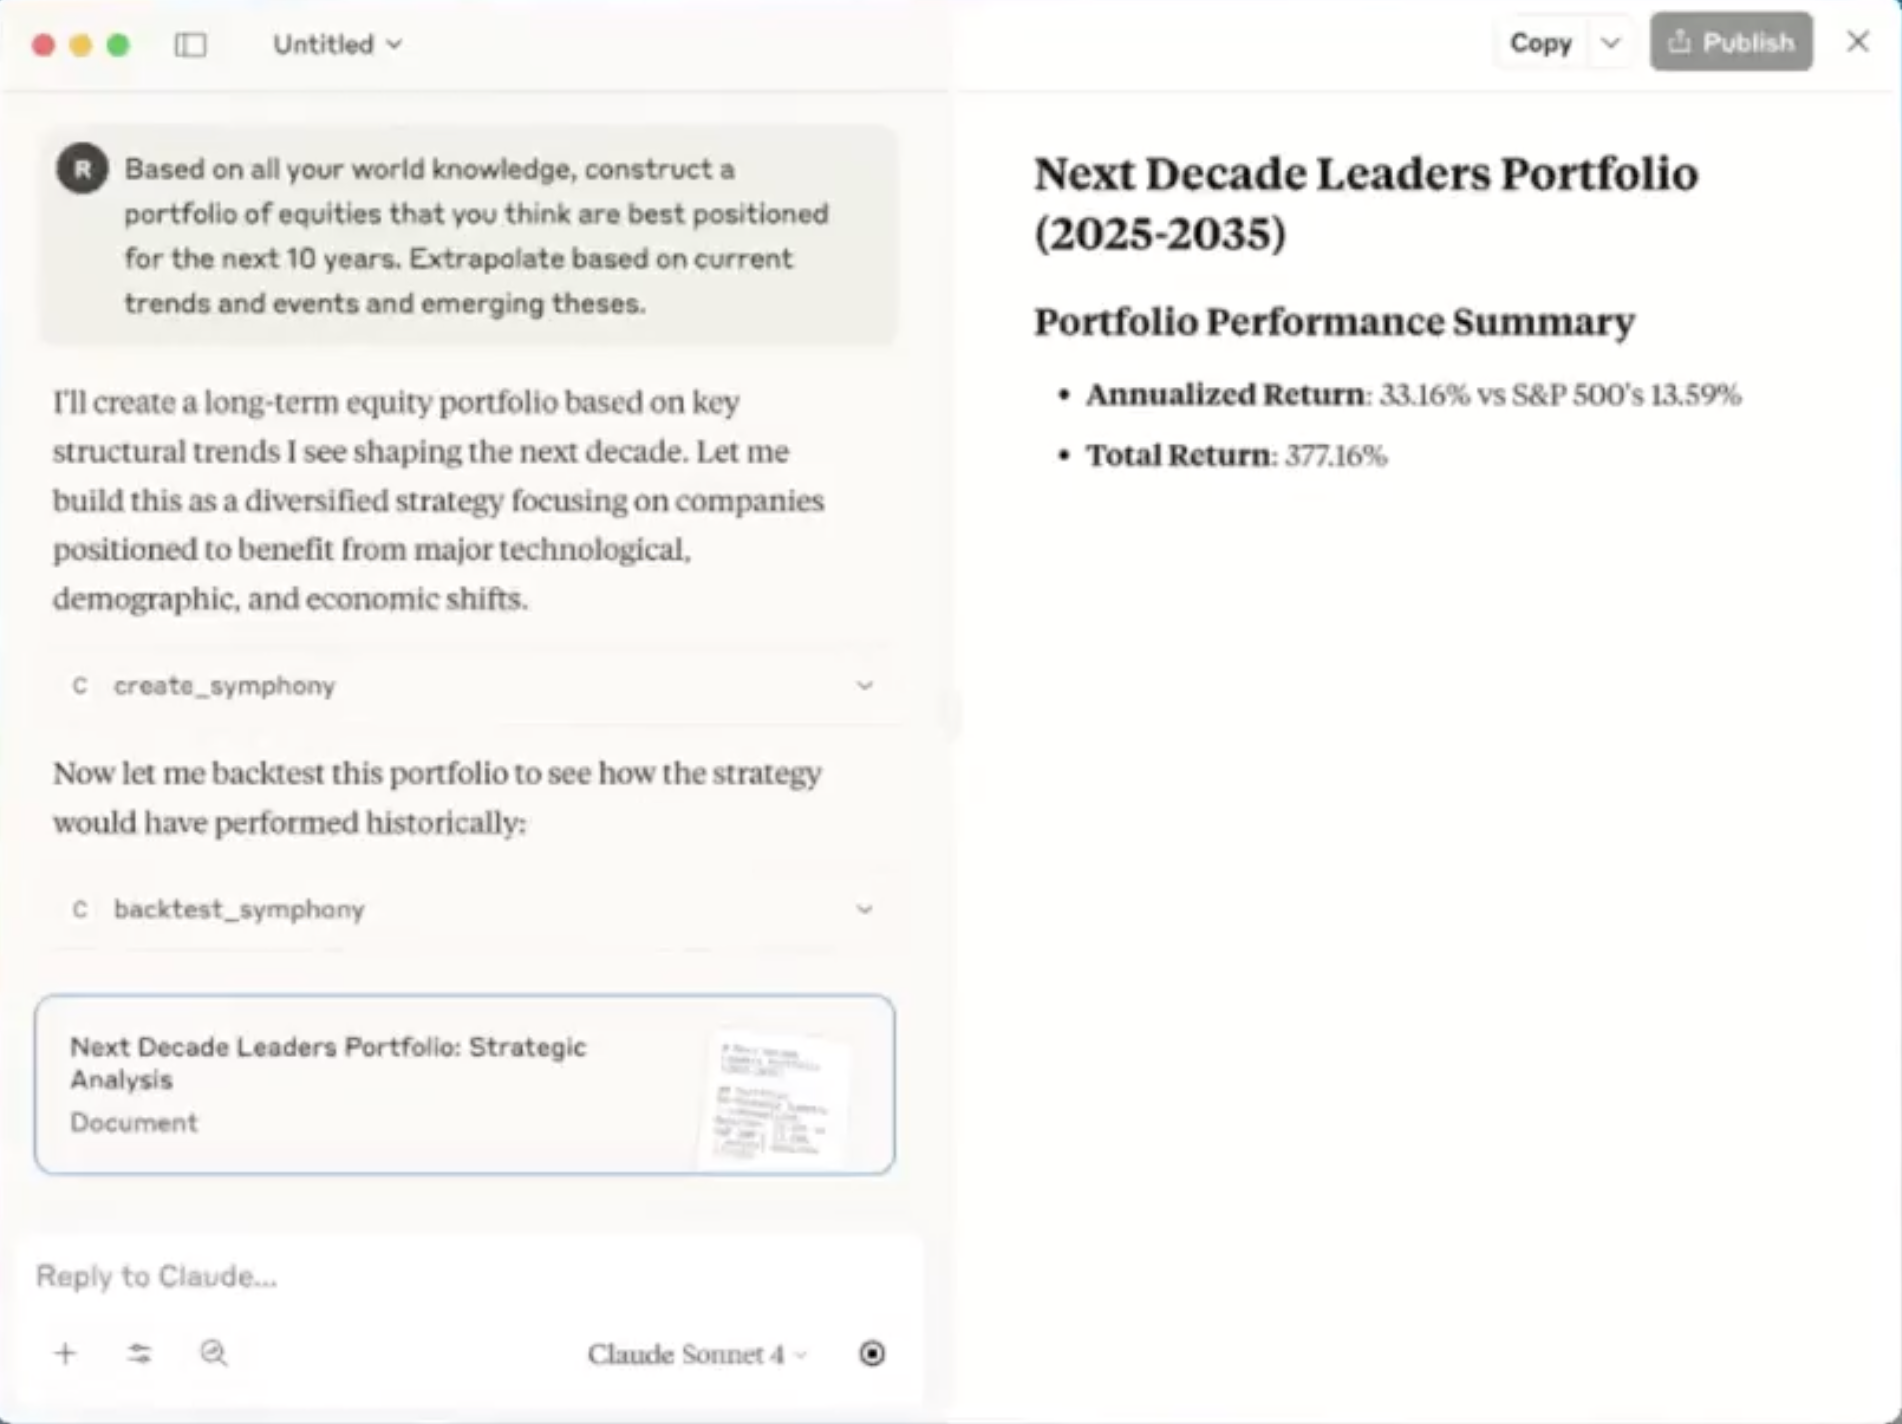 Untitled
Copy
Publish
R
Based on all your world knowledge, construct a
portfolio of equities that you think are best positioned
for the next 10 years. Extrapolate based on current
trends and events and emerging theses.
I'll create a long-term equity portfolio based on key
structural trends I see shaping the next decade. Let me
build this as a diversified strategy focusing on companies
positioned to benefit from major technological,
demographic, and economic shifts.
C create_symphony
Now let me backtest this portfolio to see how the strategy
would have performed historically:
C backtest_symphony
Next Decade Leaders Portfolio: Strategic
Analysis
Document
Reply to Claude...
Claude Sonnet 4
Next Decade Leaders Portfolio
(2025-2035)
Portfolio Performance Summary
• Annualized Return: 33.16% vs S&P 500's 13.59%
• Total Return: 377.16%